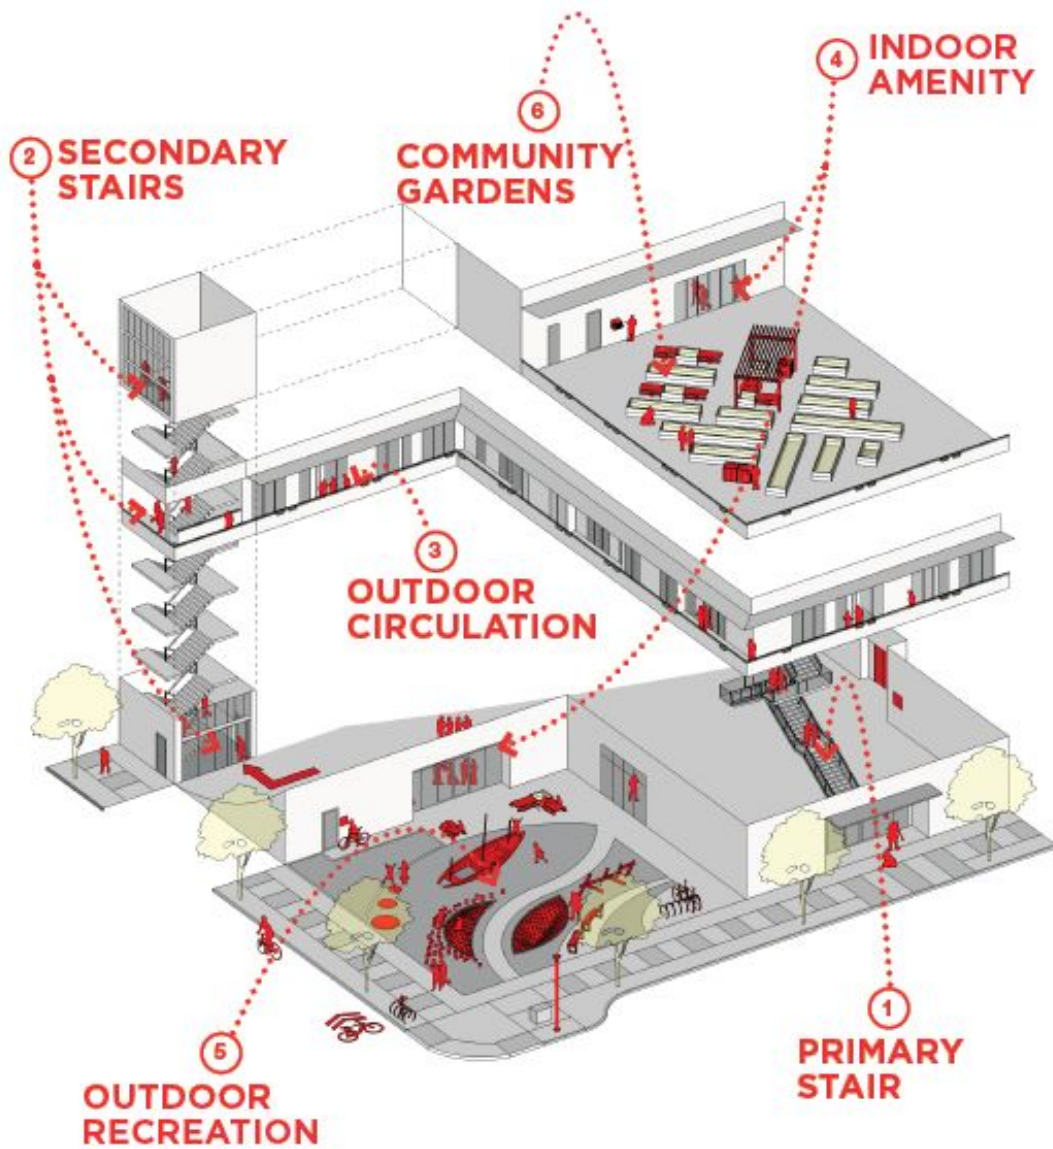 4 INDOOR
AMENITY
6
COMMUNITY
GARDENS
2 SECONDARY
STAIRS
3
OUTDOOR
CIRCULATION
1
PRIMARY
STAIR
5
OUTDOOR
RECREATION